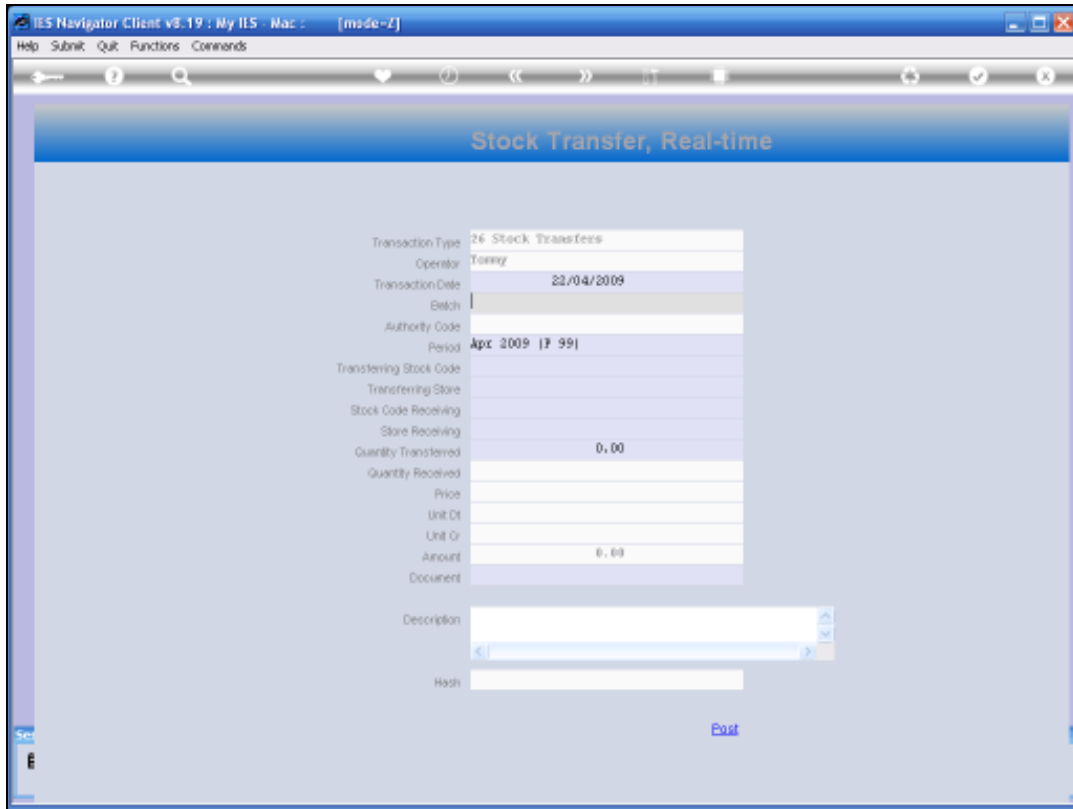 IES Navigator Client v8.19 : My IES - Mac : [mode=Z]
Help Submit Quit Functions Commands
Stock Transfer, Real-time
Transaction Type 26 Stock Transfers
Operator Tommy
Transaction Date 22/04/2009
Batch
Authority Code
Period Apr 2009 (P 99)
Transferring Stock Code
Transferring Store
Stock Code Receiving
Store Receiving
Quantity Transferred 0.00
Quantity Received
Price
Unit Dt
Unit Cr
Amount 0.00
Document
Description
Hash
Post
Ser